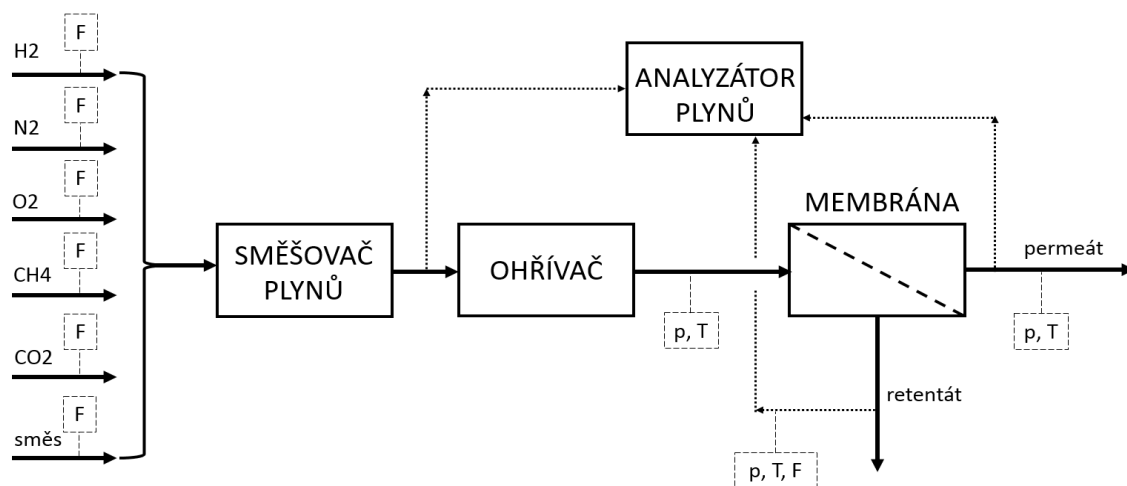 F
H2
F
N2
F
O2
F
CH4
F
CO2
F
směs
SMĚŠOVAČ
PLYNŮ
OHŘÍVAČ
p, T
ANALYZÁTOR
PLYNŮ
MEMBRÁNA
permeát
p, T
retentát
p, T, F